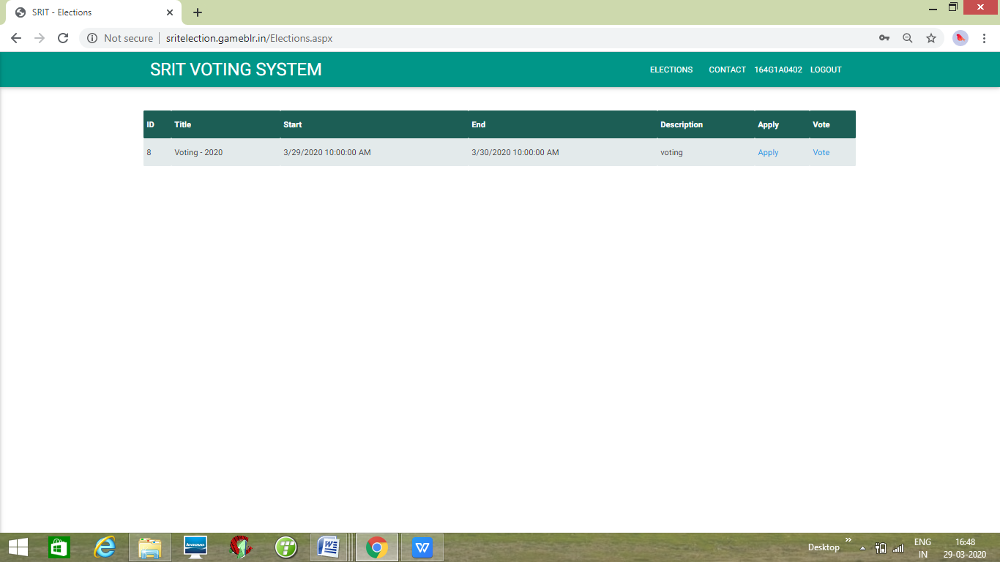 SRIT - Elections
Not secure sritelection.gameblr.in/Elections.aspx
SRIT VOTING SYSTEM ELECTIONS CONTACT 164G1A0402 LOGOUT
ID Title Start End Description Apply Vote
8 Voting - 2020 3/29/2020 10:00:00 AM 3/30/2020 10:00:00 AM voting Apply Vote
lenovo
Desktop ENG 16:48
IN 29-03-2020